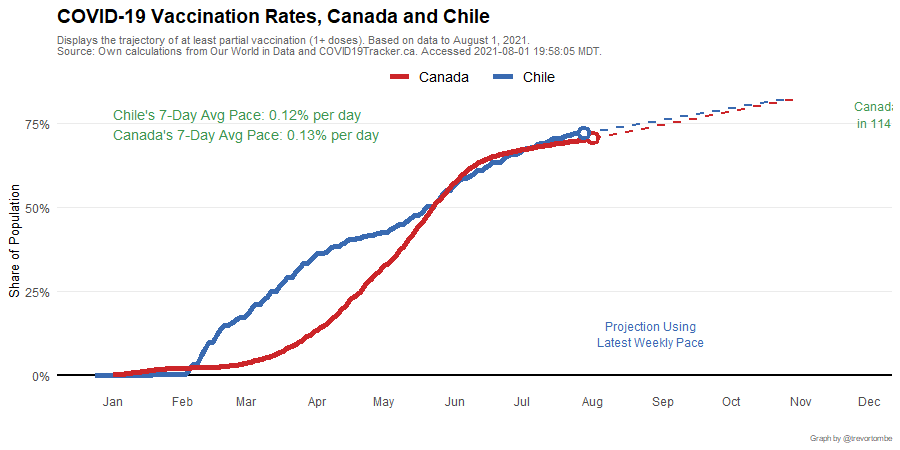 COVID-19 Vaccination Rates, Canada and Chile
Displays the trajectory of at least partial vaccination (1+ doses). Based on data to August 1, 2021.
Source: Own calculations from Our World in Data and COVID19Tracker.ca. Accessed 2021-08-01 19:58:05 MDT.
Canada Chile
Chile's 7-Day Avg Pace: 0.12% per day
Canada's 7-Day Avg Pace: 0.13% per day
Canada
in 114
75%
50%
25%
0%
Share of Population
Projection Using
Latest Weekly Pace
Jan Feb Mar Apr May Jun Jul Aug Sep Oct Nov Dec
Graph by @trevortombe